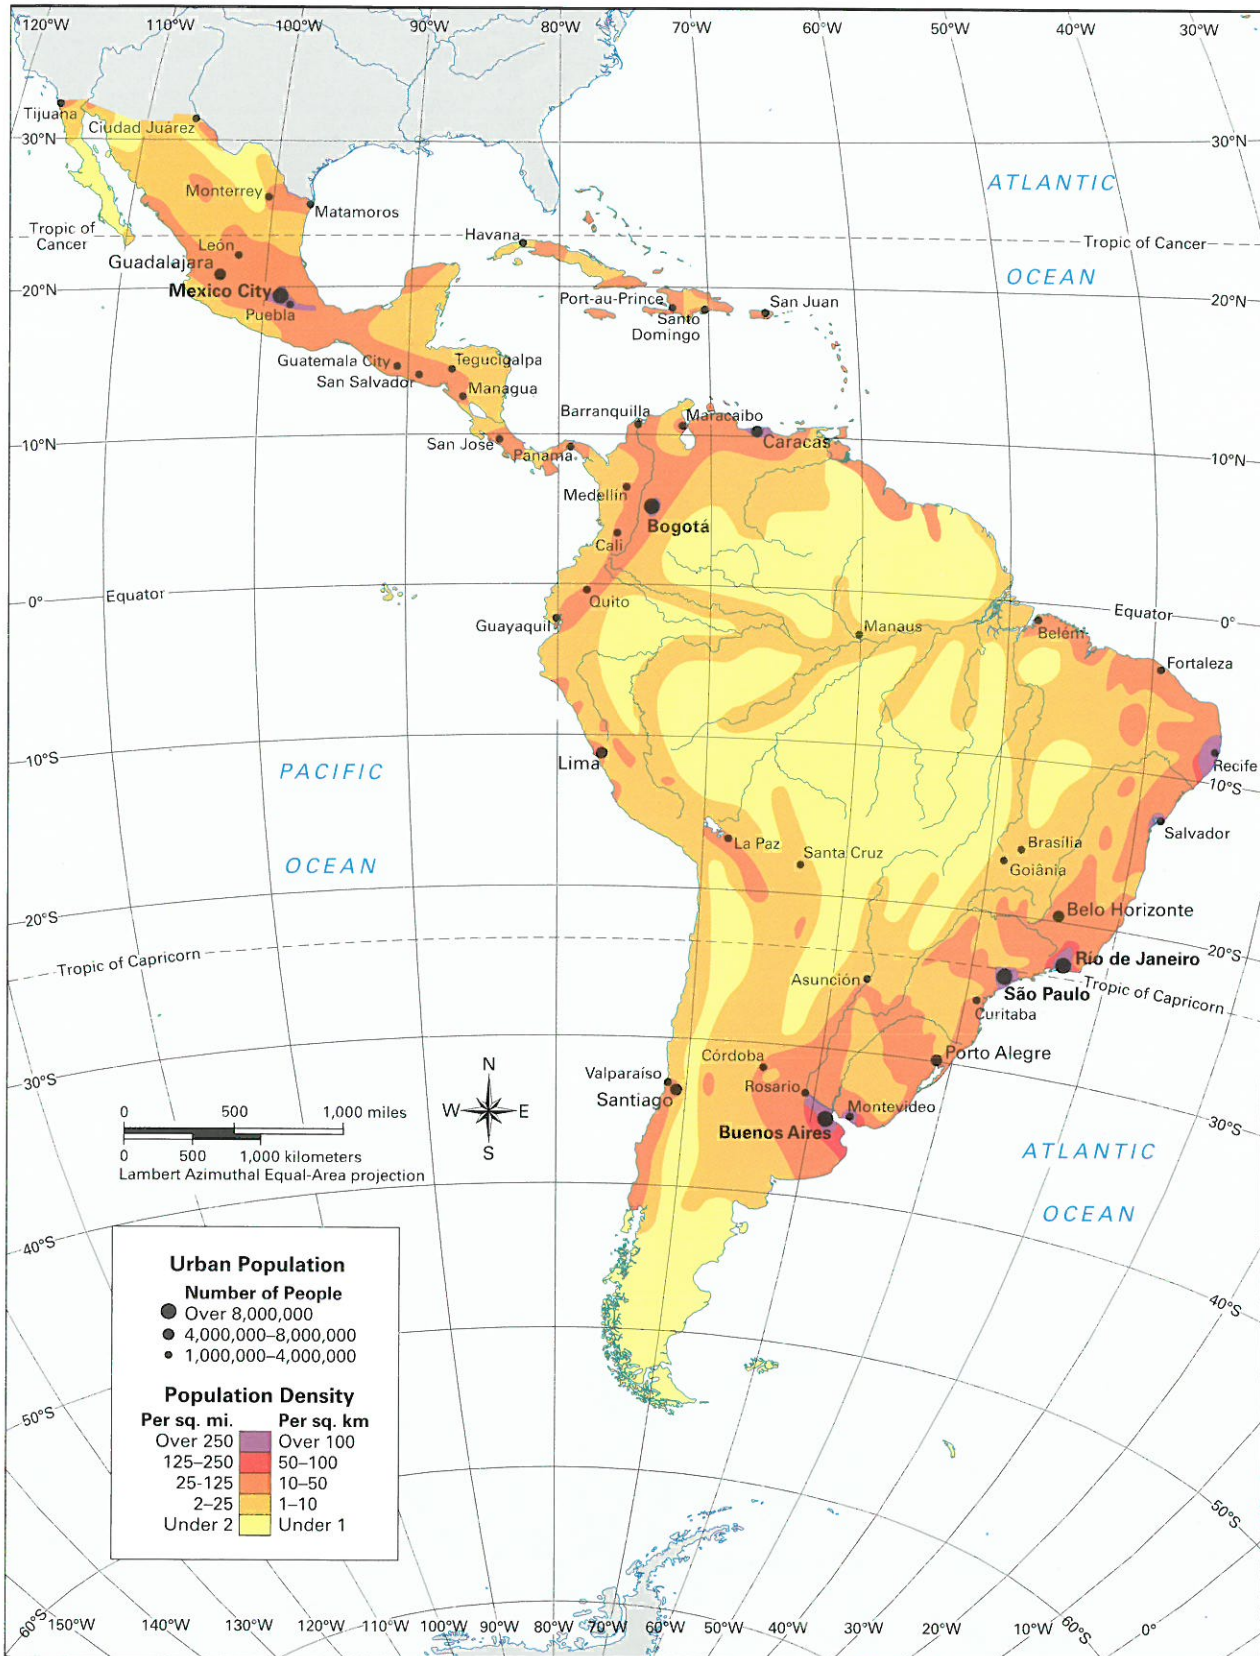 120°W
110°W
100°W
90°W
80°W
70°W
60°W
50°W
40°W
30°W
Tijuana
Ciudad Juárez
30°N
30°N
ATLANTIC
Monterrey
Matamoros
Tropic of
Cancer
Havana
Tropic of Cancer
León
Guadalajara
OCEAN
Mexico City
20°N
20°N
Puebla
Port-au-Prince
San Juan
Santo
Domingo
Guatemala City
Tegucigalpa
San Salvador
Managua
Barranquilla
Maracaibo
10°N
San José
Panama
Caracas
10°N
Medellín
Bogotá
Cali
Equator
0°
Quito
Equator
Guayaquil
Manaus
Belém
0°
Fortaleza
10°S
PACIFIC
Lima
Recife
10°S
La Paz
Salvador
OCEAN
Santa Cruz
Brasília
Goiânia
20°S
Belo Horizonte
20°S
Tropic of Capricorn
Río de Janeiro
Asunción
São Paulo
Tropic of Capricorn
Curitiba
30°S
N
Córdoba
Porto Alegre
Valparaíso
Santiago
Rosario
W
E
Montevideo
0
500
1,000 miles
Buenos Aires
30°S
S
0
500
1,000 kilometers
Lambert Azimuthal Equal-Area projection
ATLANTIC
OCEAN
40°S
40°S
Urban Population
Number of People
Over 8,000,000
4,000,000–8,000,000
1,000,000–4,000,000
Population Density
Per sq. mi.
Per sq. km
Over 250
Over 100
125–250
50–100
25-125
10–50
2–25
1–10
Under 2
Under 1
50°S
50°S
60°S
150°W
140°W
130°W
120°W
110°W
100°W
90°W
80°W
70°W
60°W
50°W
40°W
30°W
20°W
10°W
60°S
0°